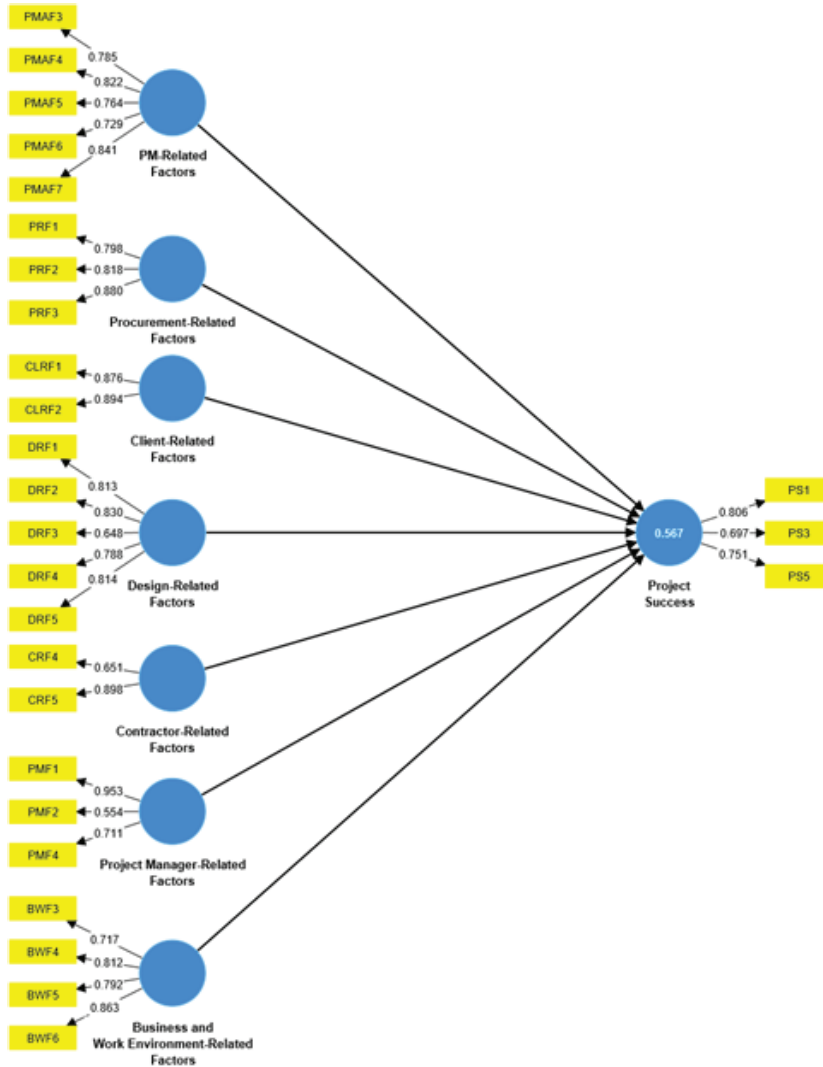 PMAF3
0.785
PMAF4
0.822
PMAF5
0.764
PMAF6
0.729
PMAF7
0.841
PM-Related
Factors
PRF1
0.798
PRF2
0.818
PRF3
0.880
Procurement-Related
Factors
CLRF1
0.876
CLRF2
0.894
Client-Related
Factors
DRF1
0.813
DRF2
0.830
DRF3
0.648
DRF4
0.788
DRF5
0.814
Design-Related
Factors
CRF4
0.651
CRF5
0.898
Contractor-Related
Factors
PMF1
0.953
PMF2
0.554
PMF4
0.711
Project Manager-Related
Factors
BWF3
0.717
BWF4
0.812
BWF5
0.792
BWF6
0.863
Business and
Work Environment-Related
Factors
0.567
Project
Success
0.806
PS1
0.697
PS3
0.751
PS5